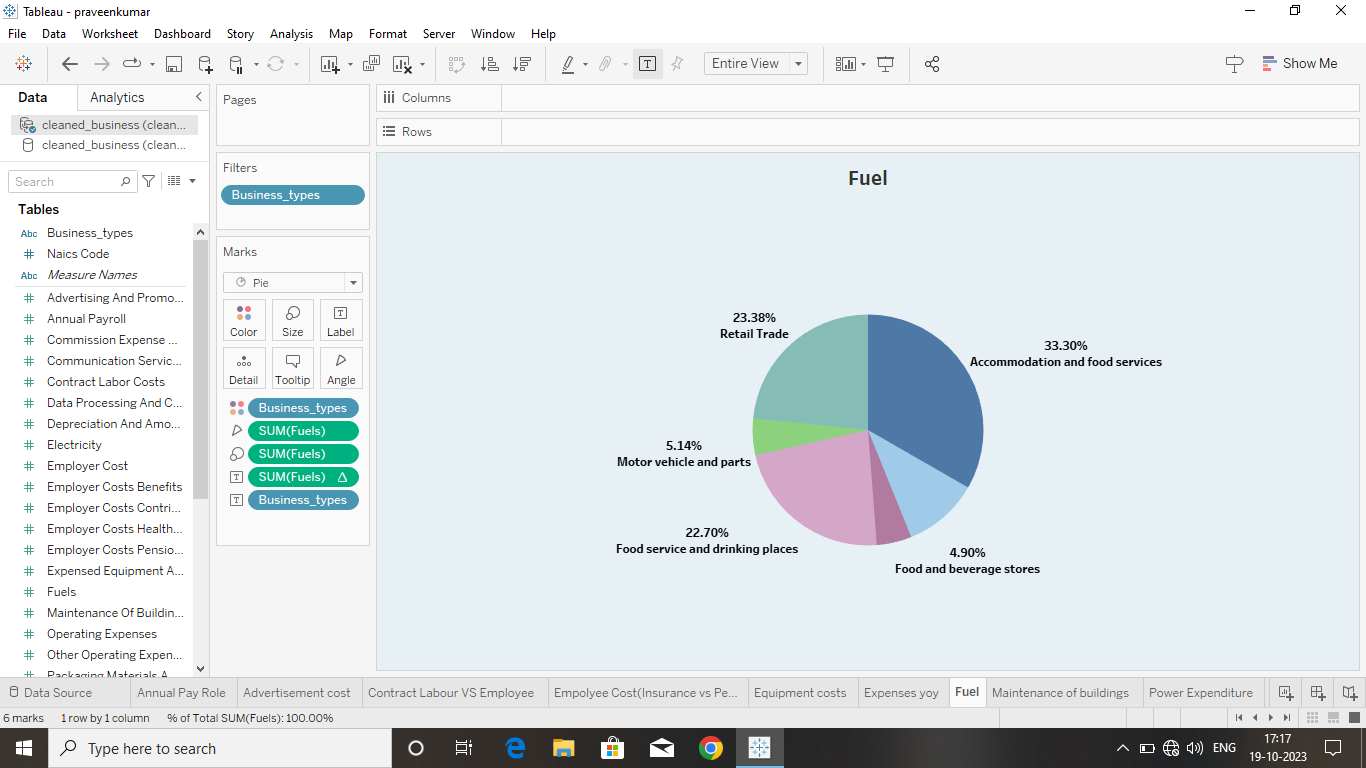 Tableau - praveenkumar
File Data Worksheet Dashboard Story Analysis Map Format Server Window Help
Entire View
Show Me
Data Analytics
cleaned_business (clean...
cleaned_business (clean...
Search
Tables
Abc Business_types
# Naics Code
Abc Measure Names
# Advertising And Promo...
# Annual Payroll
# Commission Expense ...
# Communication Servic...
# Contract Labor Costs
# Data Processing And C...
# Depreciation And Amo...
# Electricity
# Employer Cost
# Employer Costs Benefits
# Employer Costs Contri...
# Employer Costs Health...
# Employer Costs Pensio...
# Expensed Equipment A...
# Fuels
# Maintenance Of Buildin...
# Operating Expenses
# Other Operating Expen...
Packaging Materials A
Pages
Filters
Business_types
Marks
Pie
Color Size Label
Detail Tooltip Angle
Business_types
SUM(Fuels)
SUM(Fuels)
T SUM(Fuels) Δ
T Business_types
Columns
Rows
Fuel
23.38%
Retail Trade
33.30%
Accommodation and food services
5.14%
Motor vehicle and parts
22.70%
Food service and drinking places
4.90%
Food and beverage stores
Data Source Annual Pay Role Advertisement cost Contract Labour VS Employee Empolyee Cost(Insurance vs Pe... Equipment costs Expenses yoy Fuel Maintenance of buildings Power Expenditure
6 marks 1 row by 1 column % of Total SUM(Fuels): 100.00%
Type here to search
ENG
17:17
19-10-2023